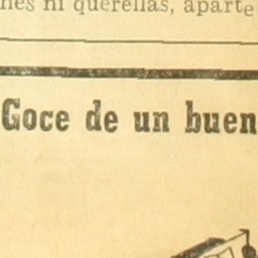 nes ni querellas, aparte
Goce de un buen